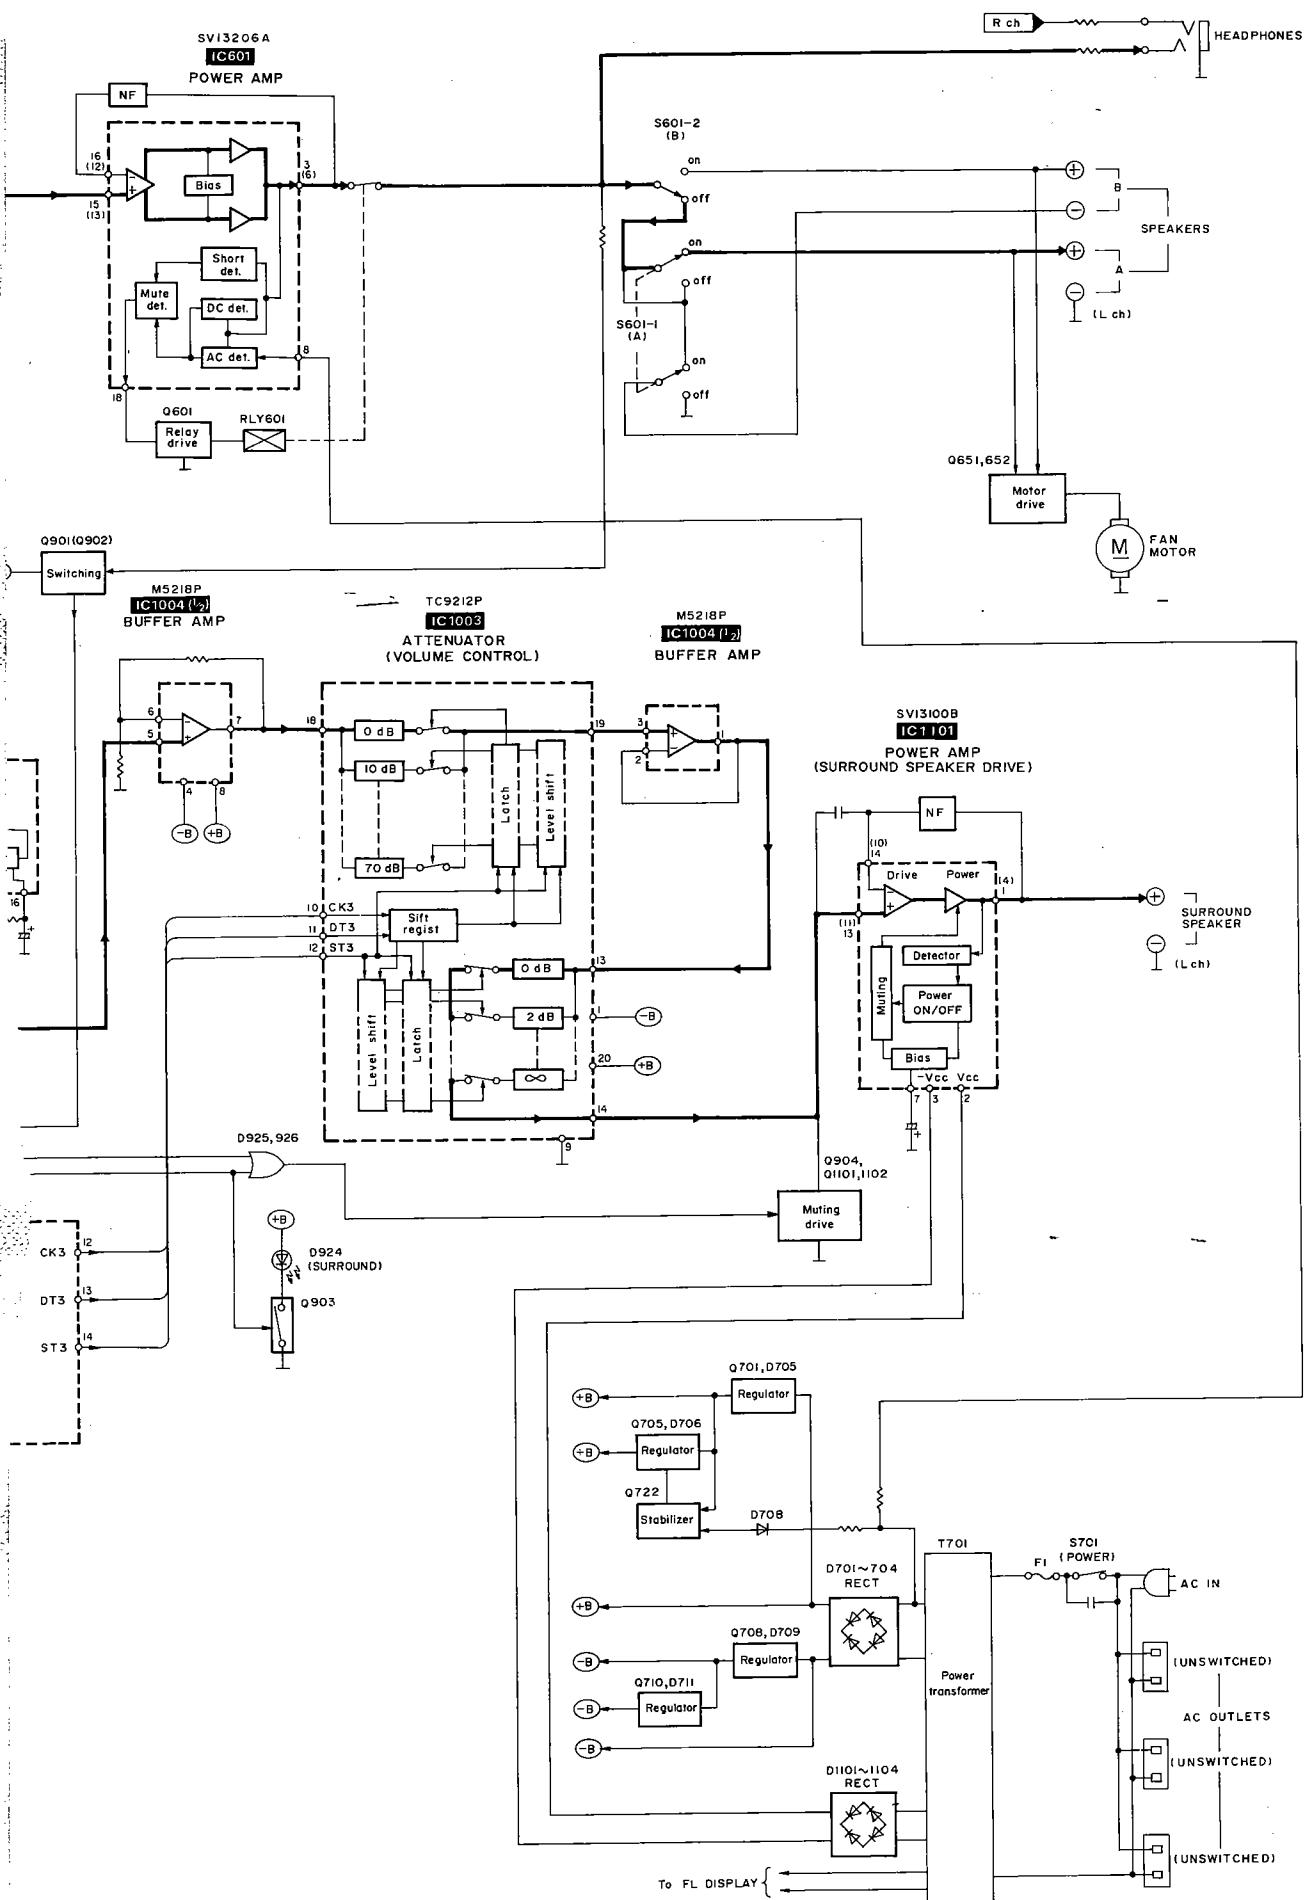 R ch
HEADPHONES
SVI3206A
IC601
POWER AMP
NF
16
(12)
15
(13)
Bias
3
(6)
Short
det.
Mute
det.
DC det.
AC det.
8
18
Q601
Relay
drive
RLY601
S601-2
(B)
on
off
on
off
S601-1
(A)
on
off
+
B
−
SPEAKERS
+
A
−
(L ch)
Q651,652
Motor
drive
M
FAN
MOTOR
Q901(Q902)
Switching
M5218P
IC1004 (1/2)
BUFFER AMP
6
5
7
4
8
-B
+B
TC9212P
IC1003
ATTENUATOR
(VOLUME CONTROL)
18
0 dB
10 dB
70 dB
Latch
Level shift
19
10
CK3
11
DT3
12
ST3
Sift
regist
Level shift
Latch
0 dB
2 dB
∞
13
1
-B
20
+B
14
9
M5218P
IC1004 (1/2)
BUFFER AMP
3
2
1
SVI3100B
IC1101
POWER AMP
(SURROUND SPEAKER DRIVE)
NF
(10)
14
Drive
Power
(4)
1
(11)
13
Detector
Muting
Power
ON/OFF
Bias
-Vcc
Vcc
7
3
2
+
SURROUND
SPEAKER
−
(L ch)
16
D925,926
Q904,
Q1101,1102
Muting
drive
CK3
12
DT3
13
ST3
14
+B
D924
(SURROUND)
Q903
Q701,D705
Regulator
+B
Q705,D706
Regulator
+B
Q722
Stabilizer
D708
T701
Power
transformer
F1
S701
(POWER)
AC IN
D701~704
RECT
+B
Q708,D709
Regulator
-B
Q710,D711
Regulator
-B
-B
(UNSWITCHED)
AC OUTLETS
(UNSWITCHED)
(UNSWITCHED)
D1101~1104
RECT
To FL DISPLAY